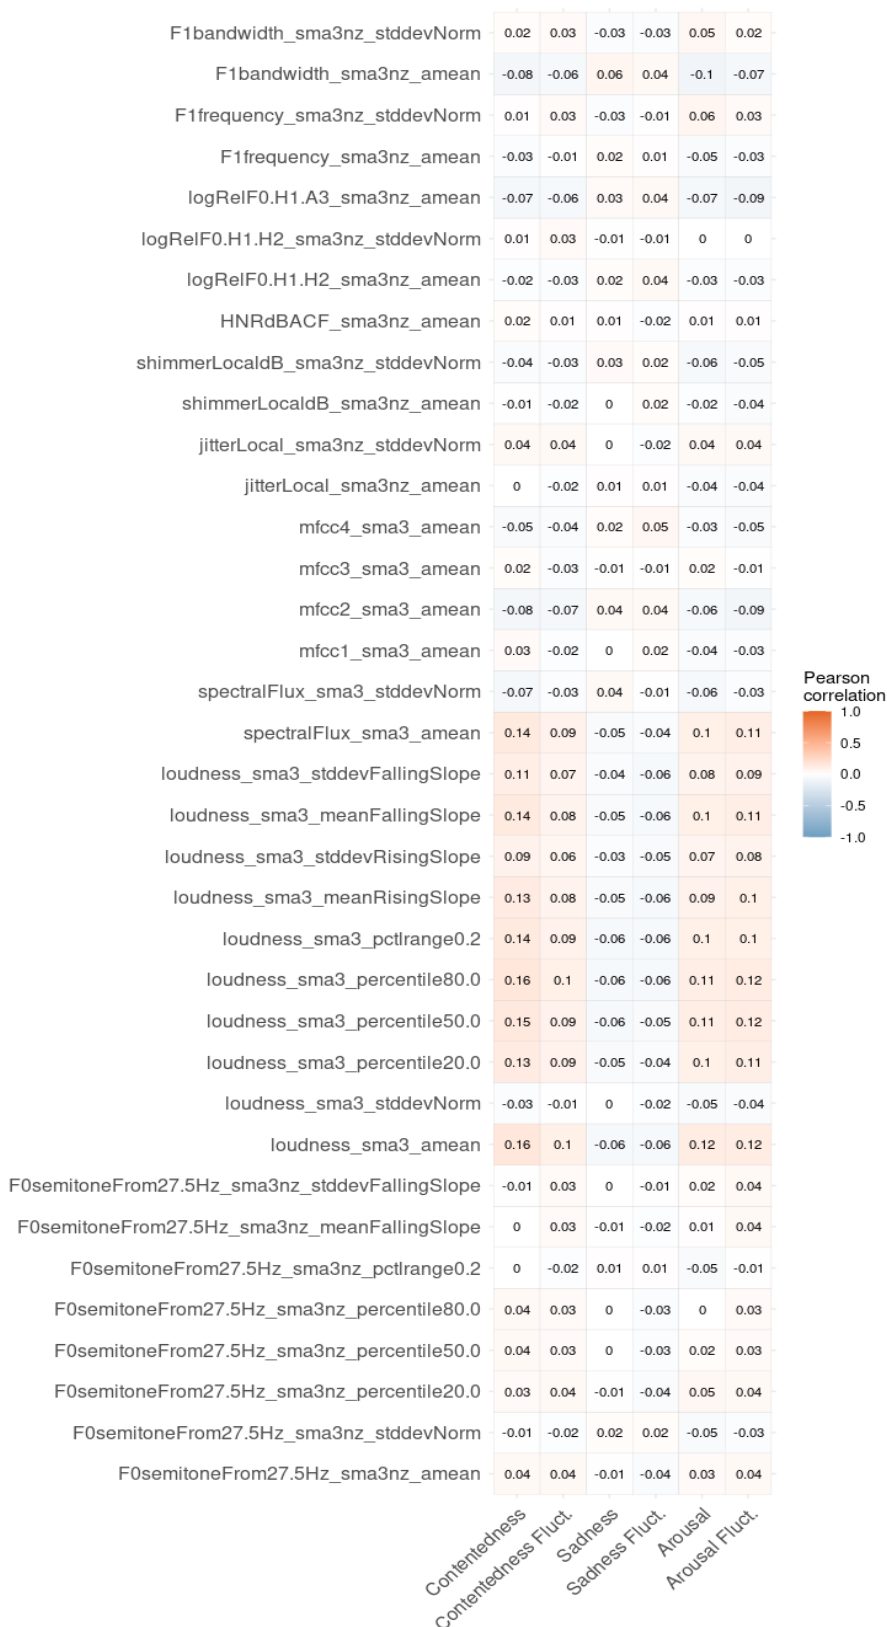 F1bandwidth_sma3nz_stddevNorm 0.02 0.03 -0.03 -0.03 0.05 0.02
F1bandwidth_sma3nz_amean -0.08 -0.06 0.06 0.04 -0.1 -0.07
F1frequency_sma3nz_stddevNorm 0.01 0.03 -0.03 -0.01 0.06 0.03
F1frequency_sma3nz_amean -0.03 -0.01 0.02 0.01 -0.05 -0.03
logRelF0.H1.A3_sma3nz_amean -0.07 -0.06 0.03 0.04 -0.07 -0.09
logRelF0.H1.H2_sma3nz_stddevNorm 0.01 0.03 -0.01 -0.01 0 0
logRelF0.H1.H2_sma3nz_amean -0.02 -0.03 0.02 0.04 -0.03 -0.03
HNRdBACF_sma3nz_amean 0.02 0.01 0.01 -0.02 0.01 0.01
shimmerLocaldB_sma3nz_stddevNorm -0.04 -0.03 0.03 0.02 -0.06 -0.05
shimmerLocaldB_sma3nz_amean -0.01 -0.02 0 0.02 -0.02 -0.04
jitterLocal_sma3nz_stddevNorm 0.04 0.04 0 -0.02 0.04 0.04
jitterLocal_sma3nz_amean 0 -0.02 0.01 0.01 -0.04 -0.04
mfcc4_sma3_amean -0.05 -0.04 0.02 0.05 -0.03 -0.05
mfcc3_sma3_amean 0.02 -0.03 -0.01 -0.01 0.02 -0.01
mfcc2_sma3_amean -0.08 -0.07 0.04 0.04 -0.06 -0.09
mfcc1_sma3_amean 0.03 -0.02 0 0.02 -0.04 -0.03
spectralFlux_sma3_stddevNorm -0.07 -0.03 0.04 -0.01 -0.06 -0.03
spectralFlux_sma3_amean 0.14 0.09 -0.05 -0.04 0.1 0.11
loudness_sma3_stddevFallingSlope 0.11 0.07 -0.04 -0.06 0.08 0.09
loudness_sma3_meanFallingSlope 0.14 0.08 -0.05 -0.06 0.1 0.11
loudness_sma3_stddevRisingSlope 0.09 0.06 -0.03 -0.05 0.07 0.08
loudness_sma3_meanRisingSlope 0.13 0.08 -0.05 -0.06 0.09 0.1
loudness_sma3_pctlrange0.2 0.14 0.09 -0.06 -0.06 0.1 0.1
loudness_sma3_percentile80.0 0.16 0.1 -0.06 -0.06 0.11 0.12
loudness_sma3_percentile50.0 0.15 0.09 -0.06 -0.05 0.11 0.12
loudness_sma3_percentile20.0 0.13 0.09 -0.05 -0.04 0.1 0.11
loudness_sma3_stddevNorm -0.03 -0.01 0 -0.02 -0.05 -0.04
loudness_sma3_amean 0.16 0.1 -0.06 -0.06 0.12 0.12
F0semitoneFrom27.5Hz_sma3nz_stddevFallingSlope -0.01 0.03 0 -0.01 0.02 0.04
F0semitoneFrom27.5Hz_sma3nz_meanFallingSlope 0 0.03 -0.01 -0.02 0.01 0.04
F0semitoneFrom27.5Hz_sma3nz_pctlrange0.2 0 -0.02 0.01 0.01 -0.05 -0.01
F0semitoneFrom27.5Hz_sma3nz_percentile80.0 0.04 0.03 0 -0.03 0 0.03
F0semitoneFrom27.5Hz_sma3nz_percentile50.0 0.04 0.03 0 -0.03 0.02 0.03
F0semitoneFrom27.5Hz_sma3nz_percentile20.0 0.03 0.04 -0.01 -0.04 0.05 0.04
F0semitoneFrom27.5Hz_sma3nz_stddevNorm -0.01 -0.02 0.02 0.02 -0.05 -0.03
F0semitoneFrom27.5Hz_sma3nz_amean 0.04 0.04 -0.01 -0.04 0.03 0.04
Contentedness
Contentedness Fluct.
Sadness
Sadness Fluct.
Arousal
Arousal Fluct.
Pearson
correlation
1.0
0.5
0.0
-0.5
-1.0